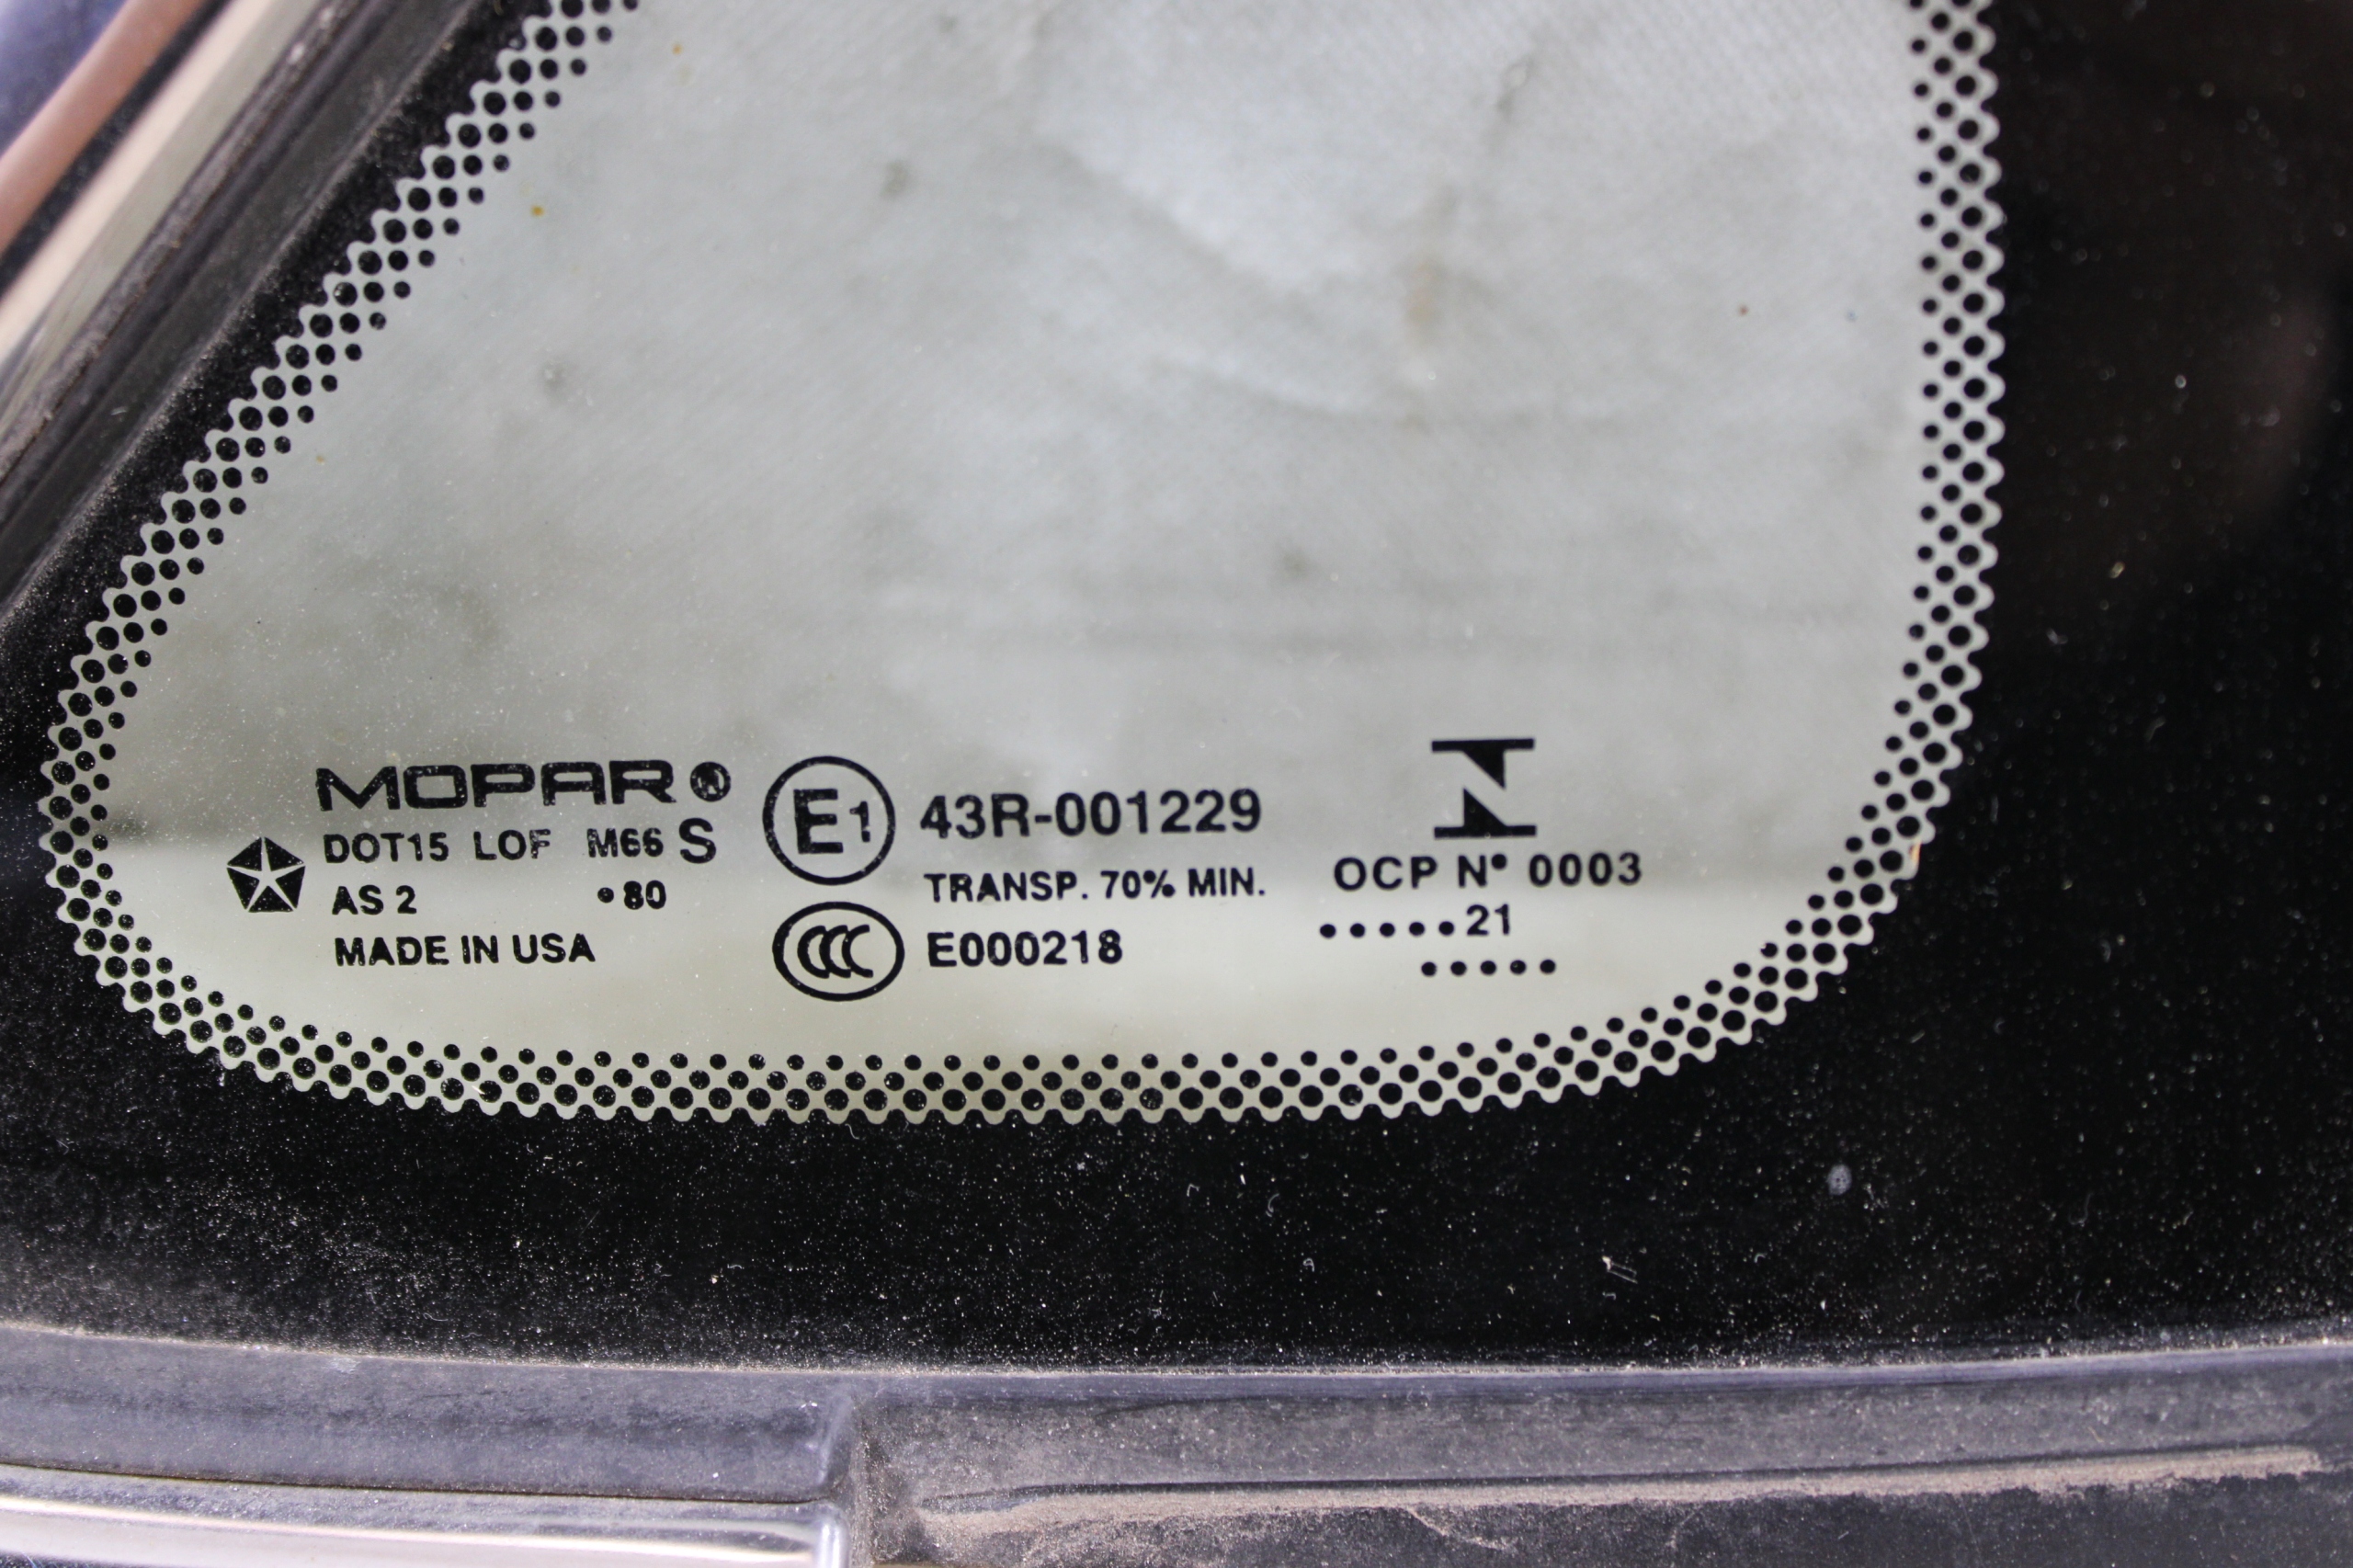 MOPAR
DOT15 LOF M66 S
AS 2 •80
MADE IN USA
E1 43R-001229
TRANSP. 70% MIN.
CCC E000218
OCP N° 0003
•••••21
•••••